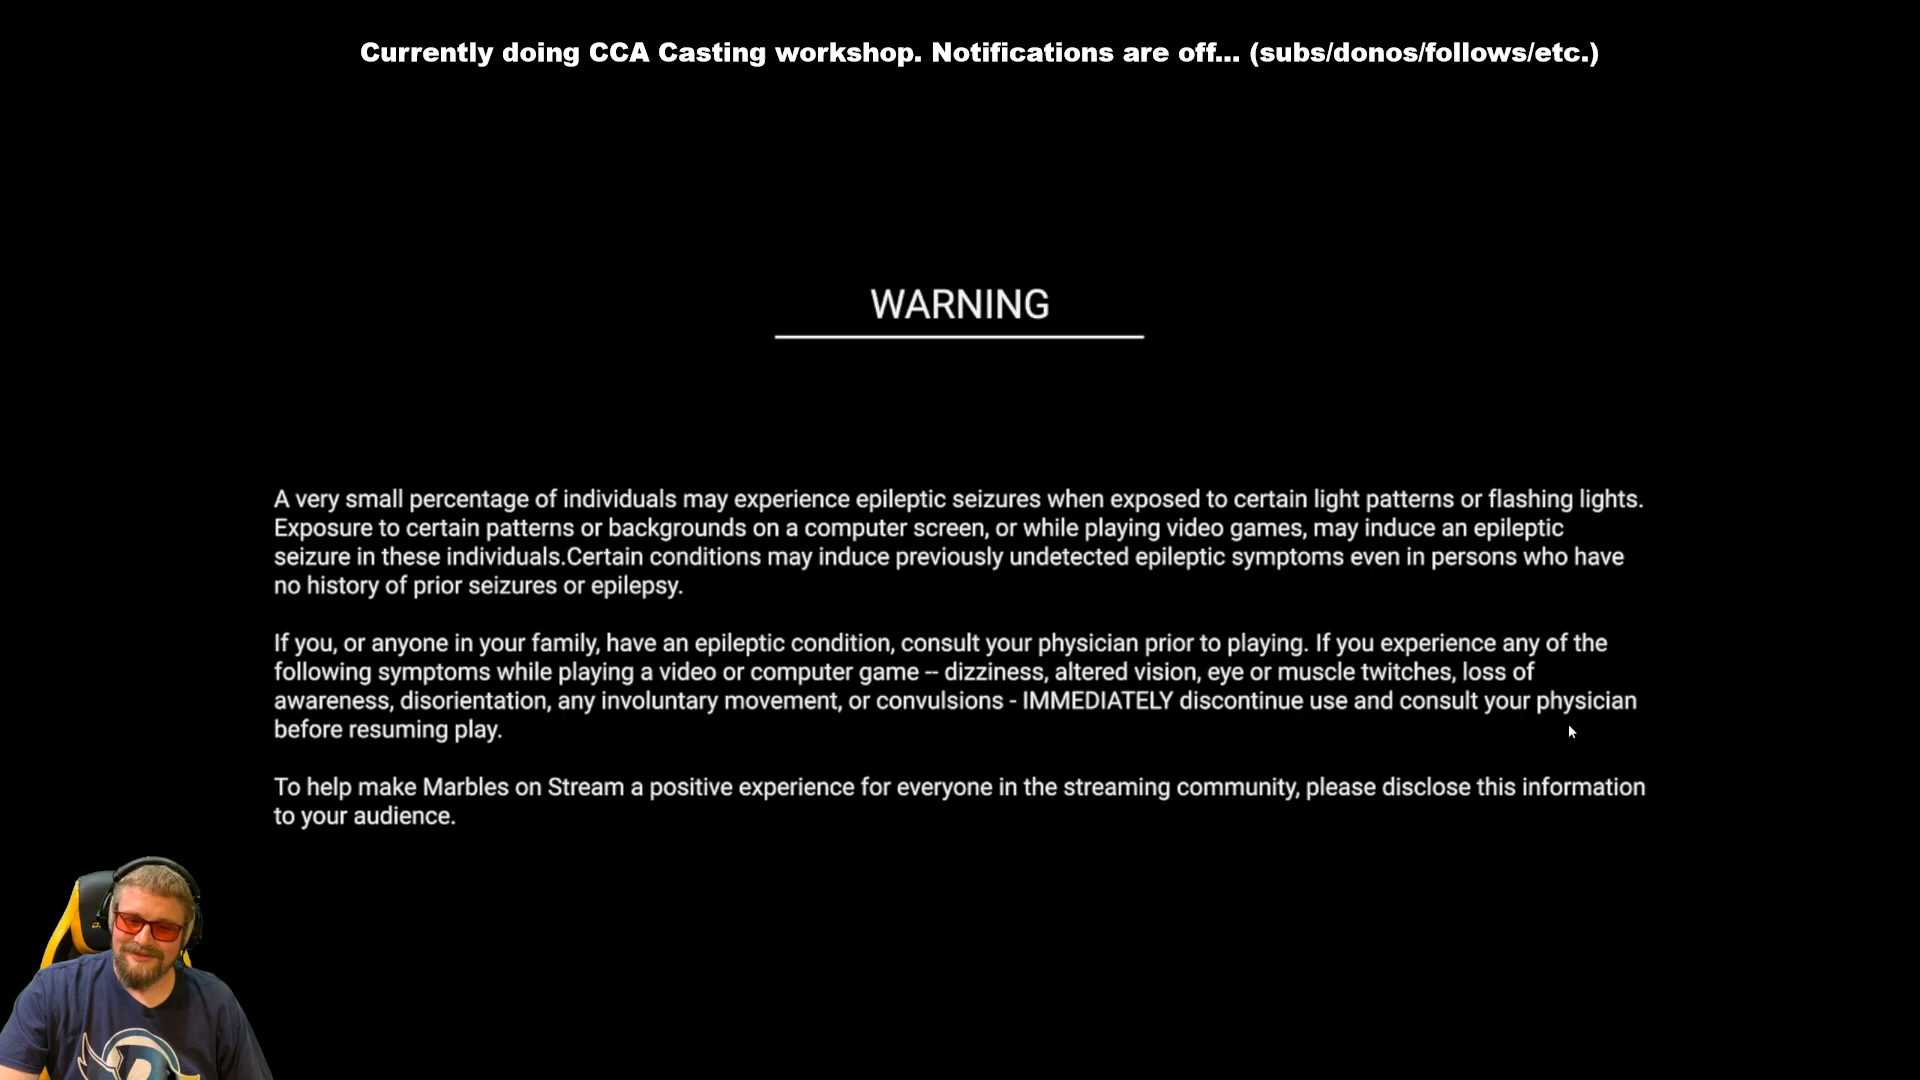 Currently doing CCA Casting workshop. Notifications are off... (subs/donos/follows/etc.)
WARNING
A very small percentage of individuals may experience epileptic seizures when exposed to certain light patterns or flashing lights.
Exposure to certain patterns or backgrounds on a computer screen, or while playing video games, may induce an epileptic
seizure in these individuals.Certain conditions may induce previously undetected epileptic symptoms even in persons who have
no history of prior seizures or epilepsy.
If you, or anyone in your family, have an epileptic condition, consult your physician prior to playing. If you experience any of the
following symptoms while playing a video or computer game -- dizziness, altered vision, eye or muscle twitches, loss of
awareness, disorientation, any involuntary movement, or convulsions - IMMEDIATELY discontinue use and consult your physician
before resuming play.
To help make Marbles on Stream a positive experience for everyone in the streaming community, please disclose this information
to your audience.